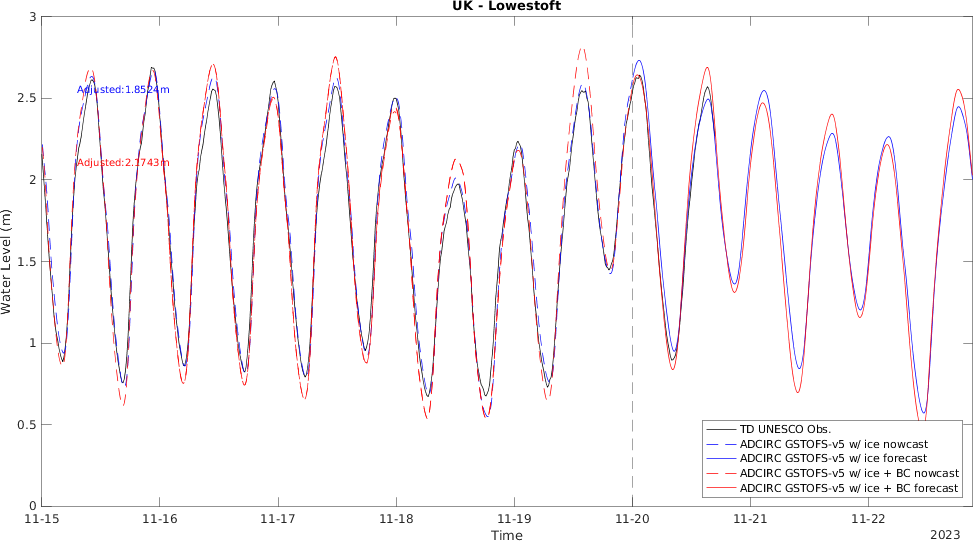 UK - Lowestoft
3
2.5
2
1.5
1
0.5
0
Water Level (m)
Adjusted:1.8524m
Adjusted:2.1743m
TD UNESCO Obs.
ADCIRC GSTOFS-v5 w/ ice nowcast
ADCIRC GSTOFS-v5 w/ ice forecast
ADCIRC GSTOFS-v5 w/ ice + BC nowcast
ADCIRC GSTOFS-v5 w/ ice + BC forecast
11-15 11-16 11-17 11-18 11-19 11-20 11-21 11-22
Time
2023